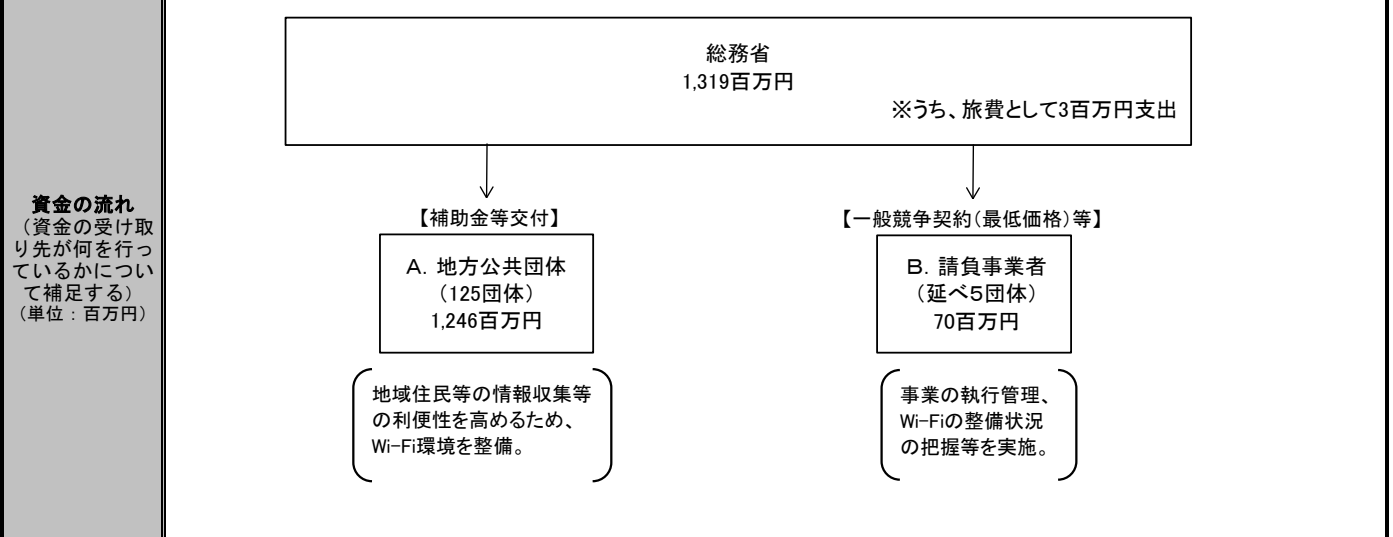 資金の流れ
（資金の受け取
り先が何を行っ
ているかについ
て補足する）
（単位：百万円）
総務省
1,319百万円
※うち、旅費として3百万円支出
【補助金等交付】
A．地方公共団体
（125団体）
1,246百万円
地域住民等の情報収集等
の利便性を高めるため、
Wi-Fi環境を整備。
【一般競争契約（最低価格）等】
B．請負事業者
（延べ5団体）
70百万円
事業の執行管理、
Wi-Fiの整備状況
の把握等を実施。